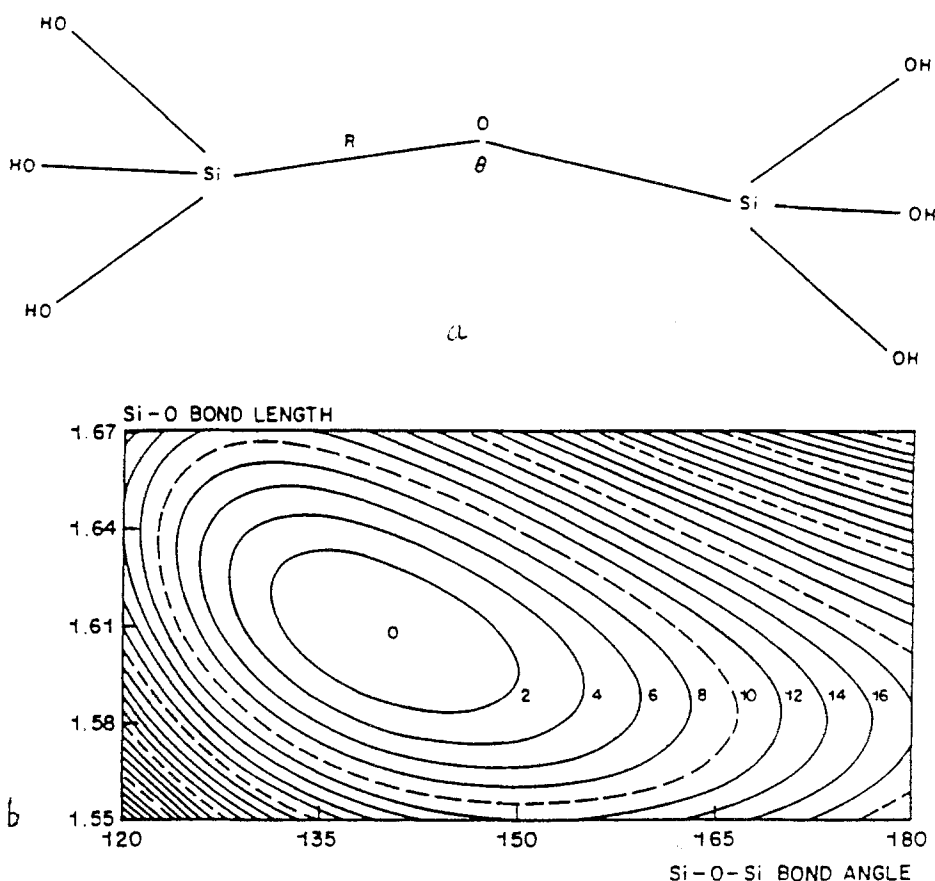 HO
OH
O
R
HO
Si
θ
Si
OH
HO
a
OH
Si-O BOND LENGTH
1.67
1.64
1.61
0
2 4 6 8 10 12 14 16
1.58
b
1.55
120 135 150 165 180
Si-O-Si BOND ANGLE